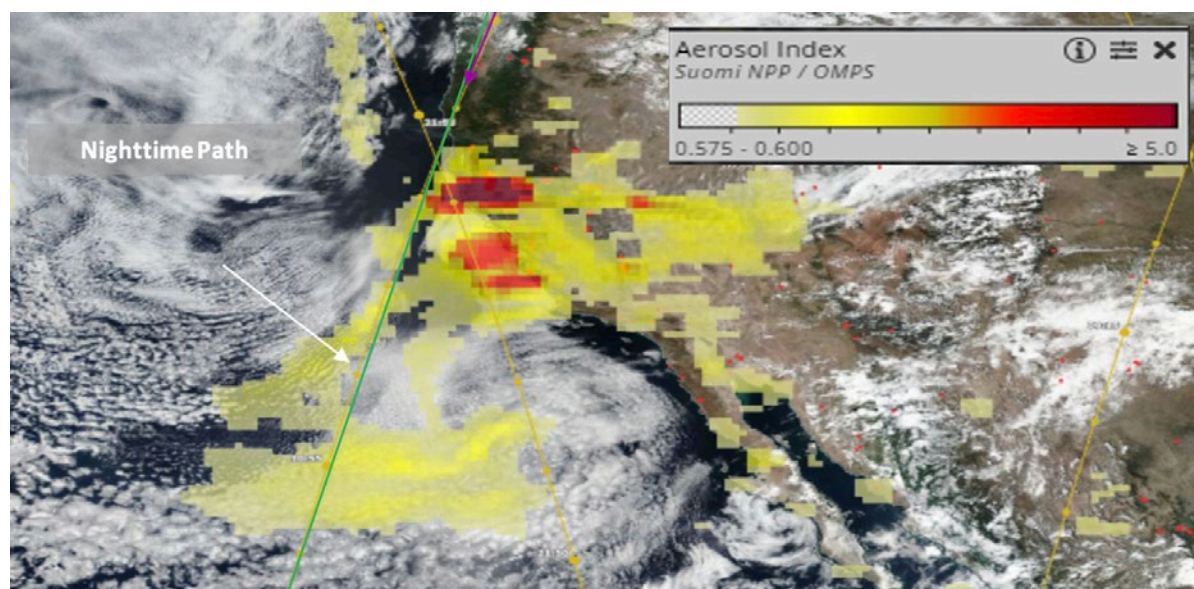 Aerosol Index
Suomi NPP / OMPS
0.575 - 0.600
≥ 5.0
Nighttime Path